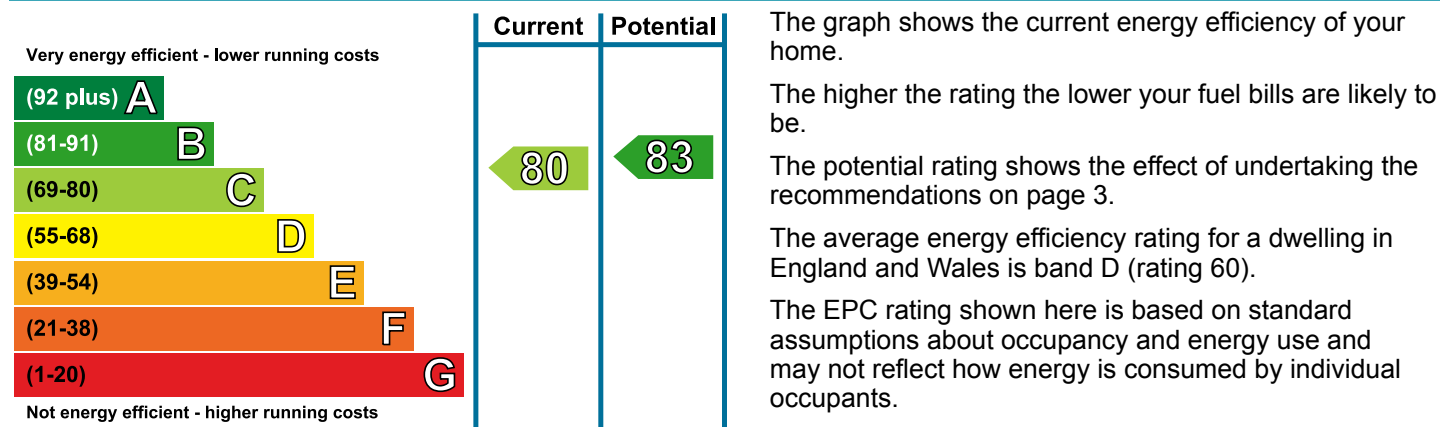 Current Potential
Very energy efficient - lower running costs
(92 plus) A
(81-91) B
(69-80) C
(55-68) D
(39-54) E
(21-38) F
(1-20) G
Not energy efficient - higher running costs
80
83
The graph shows the current energy efficiency of your
home.
The higher the rating the lower your fuel bills are likely to
be.
The potential rating shows the effect of undertaking the
recommendations on page 3.
The average energy efficiency rating for a dwelling in
England and Wales is band D (rating 60).
The EPC rating shown here is based on standard
assumptions about occupancy and energy use and
may not reflect how energy is consumed by individual
occupants.